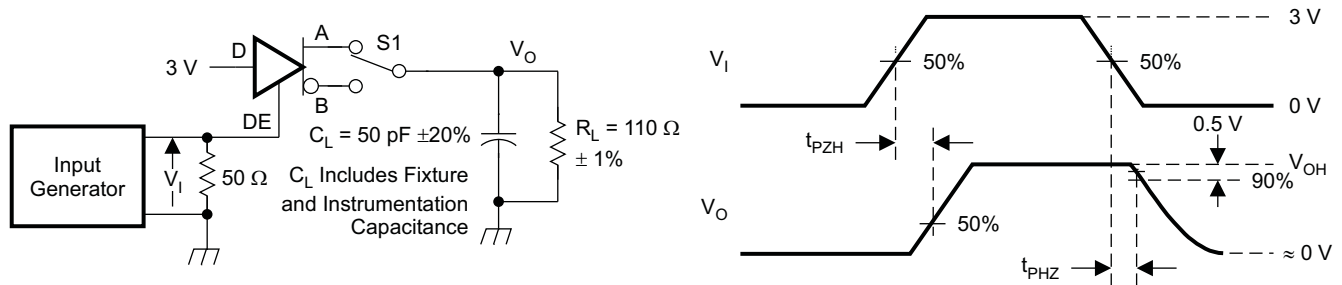 D
3 V
A
S1
B
DE
V_O
Input
Generator
V_I
50 Ω
C_L = 50 pF ±20%
C_L Includes Fixture
and Instrumentation
Capacitance
R_L = 110 Ω
± 1%
V_I
50%
50%
3 V
0 V
t_PZH
0.5 V
V_OH
90%
V_O
50%
t_PHZ
≈ 0 V